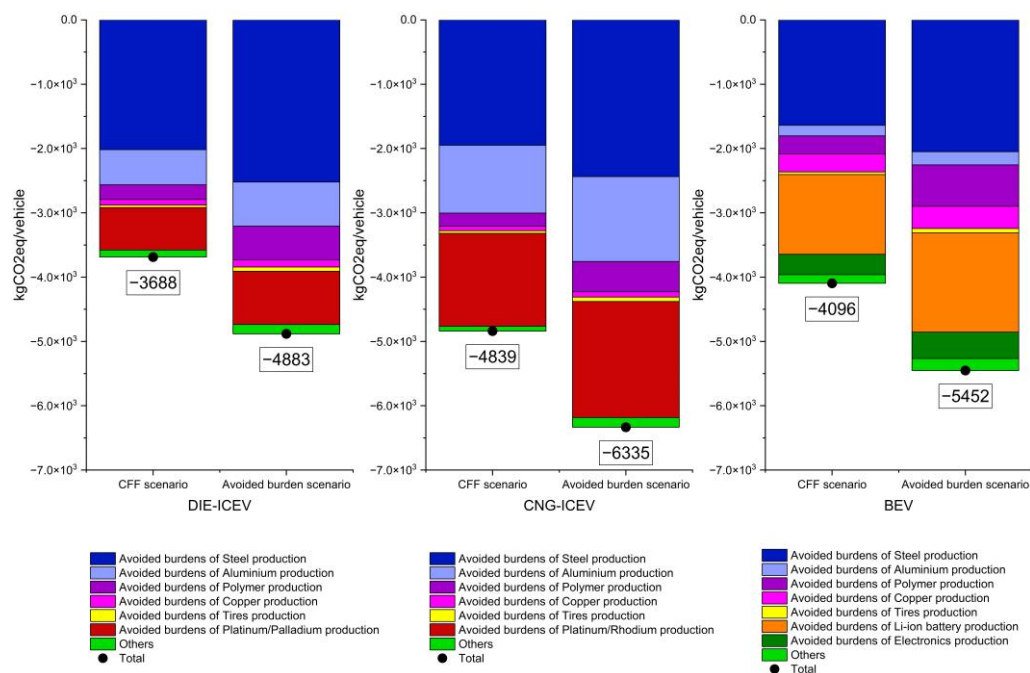 0.0
−1.0×10³
−2.0×10³
−3.0×10³
−4.0×10³
−5.0×10³
−6.0×10³
−7.0×10³
kgCO2eq/vehicle
−3688
−4883
CFF scenario
Avoided burden scenario
DIE-ICEV
0.0
−1.0×10³
−2.0×10³
−3.0×10³
−4.0×10³
−5.0×10³
−6.0×10³
−7.0×10³
kgCO2eq/vehicle
−4839
−6335
CFF scenario
Avoided burden scenario
CNG-ICEV
0.0
−1.0×10³
−2.0×10³
−3.0×10³
−4.0×10³
−5.0×10³
−6.0×10³
−7.0×10³
kgCO2eq/vehicle
−4096
−5452
CFF scenario
Avoided burden scenario
BEV
Avoided burdens of Steel production
Avoided burdens of Aluminium production
Avoided burdens of Polymer production
Avoided burdens of Copper production
Avoided burdens of Tires production
Avoided burdens of Platinum/Palladium production
Others
Total
Avoided burdens of Steel production
Avoided burdens of Aluminium production
Avoided burdens of Polymer production
Avoided burdens of Copper production
Avoided burdens of Tires production
Avoided burdens of Platinum/Rhodium production
Others
Total
Avoided burdens of Steel production
Avoided burdens of Aluminium production
Avoided burdens of Polymer production
Avoided burdens of Copper production
Avoided burdens of Tires production
Avoided burdens of Li-ion battery production
Avoided burdens of Electronics production
Others
Total